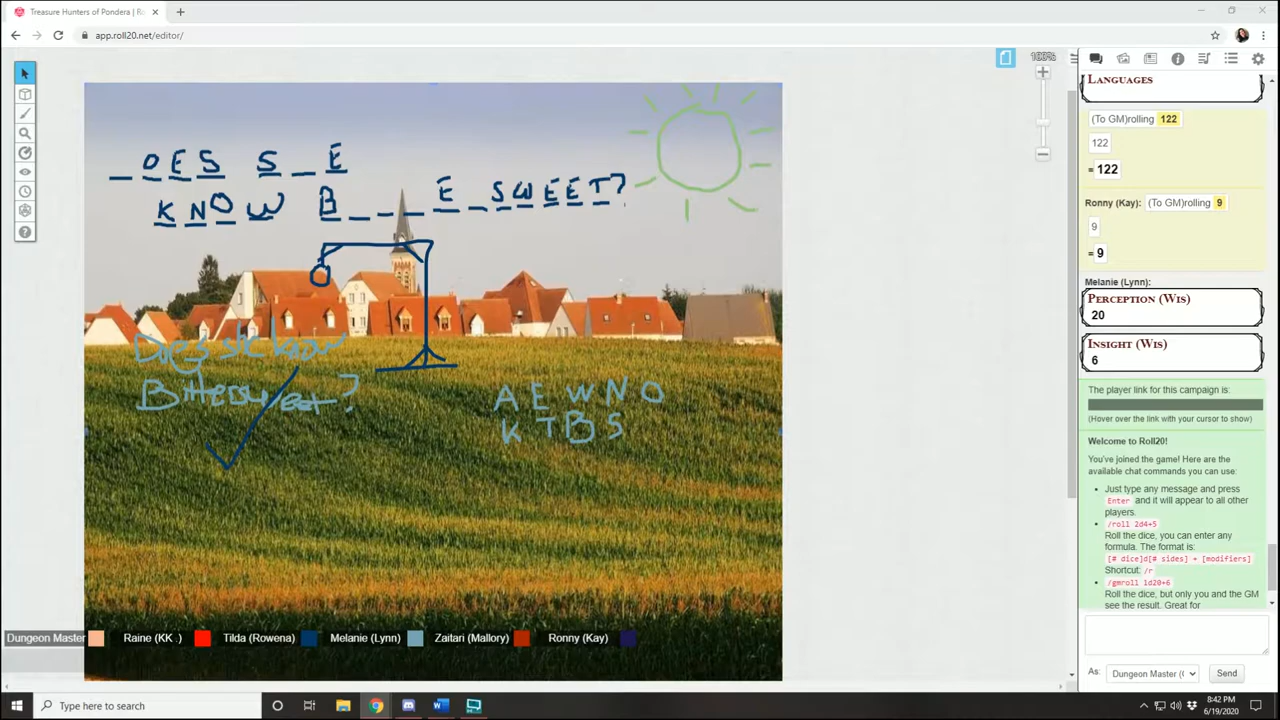 Treasure Hunters of Pondera | Ro
app.roll20.net/editor/
100%
_ O E S S _ E
K N O W B _ _ _ E _ S W E E T ?
Does she know
Bittersweet?
A E W N O
K T B S
LANGUAGES
(To GM)rolling 122
122
= 122
Ronny (Kay): (To GM)rolling 9
9
= 9
Melanie (Lynn):
PERCEPTION (WIS)
20
INSIGHT (WIS)
6
The player link for this campaign is
(Hover over the link with your cursor to show)
Welcome to Roll20!
You've joined the game! Here are the
available chat commands you can use:
• Just type any message and press
Enter and it will appear to all other
players.
• /roll 2d4+5
Roll the dice, you can enter any
formula. The format is:
[# dice]d[# sides] + [modifiers]
Shortcut: /r
• /gmroll 1d20+6
Roll the dice, but only you and the GM
see the result. Great for
Dungeon Master Raine (KK .) Tilda (Rowena) Melanie (Lynn) Zaitari (Mallory) Ronny (Kay)
As: Dungeon Master (G Send
Type here to search
8:42 PM
6/19/2020